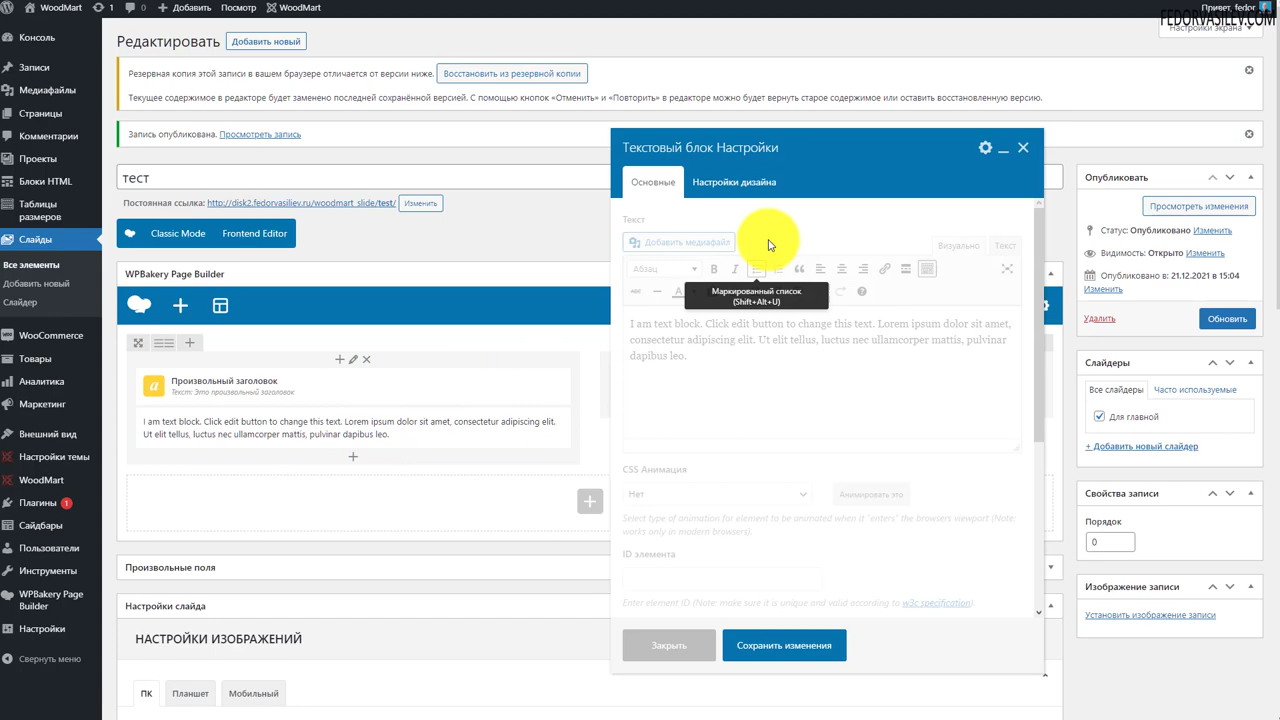 WoodMart
1
0
Добавить
Посмотр
WoodMart
Привет, fedor
FEDORVASILEV.COM
Настройки экрана
Консоль
Записи
Медиафайлы
Страницы
Комментарии
Проекты
Блоки HTML
Таблицы
размеров
Слайды
Все элементы
Добавить новый
Слайдер
WooCommerce
Товары
Аналитика
Маркетинг
Внешний вид
Настройки темы
WoodMart
Плагины 1
Сайдбары
Пользователи
Инструменты
WPBakery Page
Builder
Настройки
Свернуть меню
Редактировать
Добавить новый
Резервная копия этой записи в вашем браузере отличается от версии ниже.
Восстановить из резервной копии
Текущее содержимое в редакторе будет заменено последней сохранённой версией. С помощью кнопок «Отменить» и «Повторить» в редакторе можно будет вернуть старое содержимое или оставить восстановленную версию.
Запись опубликована. Просмотреть запись
тест
Постоянная ссылка: http://disk2.fedorvasiliev.ru/woodmart_slide/test/
Изменить
Classic Mode
Frontend Editor
WPBakery Page Builder
Произвольный заголовок
Текст: Это произвольный заголовок
I am text block. Click edit button to change this text. Lorem ipsum dolor sit amet, consectetur adipiscing elit.
Ut elit tellus, luctus nec ullamcorper mattis, pulvinar dapibus leo.
Произвольные поля
Настройки слайда
НАСТРОЙКИ ИЗОБРАЖЕНИЙ
ПК
Планшет
Мобильный
Текстовый блок Настройки
Основные
Настройки дизайна
Текст
Добавить медиафайл
Визуально
Текст
Абзац
Маркированный список
(Shift+Alt+U)
I am text block. Click edit button to change this text. Lorem ipsum dolor sit amet,
consectetur adipiscing elit. Ut elit tellus, luctus nec ullamcorper mattis, pulvinar
dapibus leo.
CSS Анимация
Нет
Анимировать это
Select type of animation for element to be animated when it "enters" the browsers viewport (Note:
works only in modern browsers).
ID элемента
Enter element ID (Note: make sure it is unique and valid according to w3c specification).
Закрыть
Сохранить изменения
Опубликовать
Просмотреть изменения
Статус: Опубликовано Изменить
Видимость: Открыто Изменить
Опубликовано в: 21.12.2021 в 15:04
Изменить
Удалить
Обновить
Слайдеры
Все слайдеры
Часто используемые
Для главной
+ Добавить новый слайдер
Свойства записи
Порядок
0
Изображение записи
Установить изображение записи